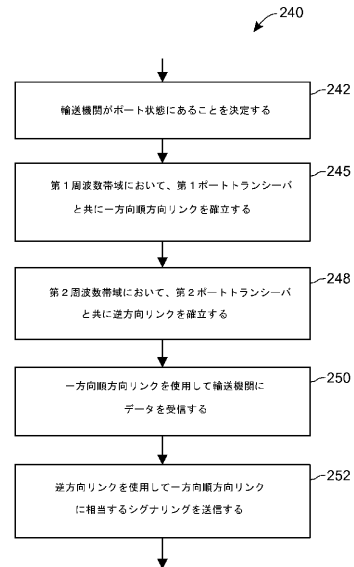 240
242
輸送機関がポート状態にあることを決定する
245
第1周波数帯域において、第1ポートトランシーバ
と共に一方向順方向リンクを確立する
248
第2周波数帯域において、第2ポートトランシーバ
と共に逆方向リンクを確立する
250
一方向順方向リンクを使用して輸送機関に
データを受信する
252
逆方向リンクを使用して一方向順方向リンク
に相当するシグナリングを送信する